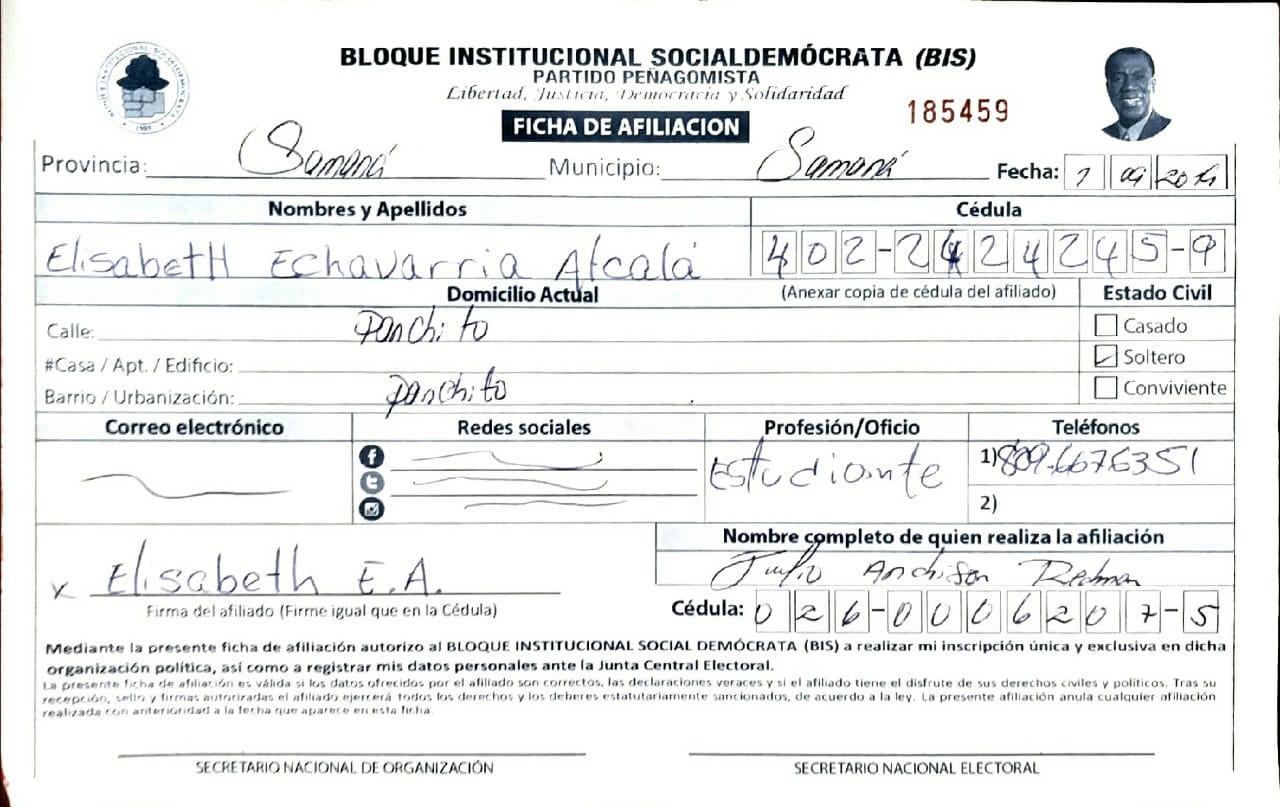 BLOQUE INSTITUCIONAL SOCIALDEMÓCRATA (BIS)
PARTIDO PEÑAGOMISTA
Libertad, Justicia, Democracia y Solidaridad
185459
FICHA DE AFILIACION
Provincia: Samaná Municipio: Samaná Fecha: 1 09 2019
Nombres y Apellidos Cédula
Elisabeth Echavarria Alcalá 402-2424245-9
Domicilio Actual (Anexar copia de cédula del afiliado) Estado Civil
Calle: Panchito Casado
#Casa / Apt. / Edificio: Soltero
Barrio / Urbanización: Panchito Conviviente
Correo electrónico Redes sociales Profesión/Oficio Teléfonos
Estudiante 1) 809-6676351
2)
Nombre completo de quien realiza la afiliación
x Elisabeth E.A. Julio Redman
Firma del afiliado (Firme igual que en la Cédula) Cédula: 026-0006207-5
Mediante la presente ficha de afiliación autorizo al BLOQUE INSTITUCIONAL SOCIAL DEMÓCRATA (BIS) a realizar mi inscripción única y exclusiva en dicha
organización política, así como a registrar mis datos personales ante la Junta Central Electoral.
La presente ficha de afiliación es válida si los datos ofrecidos por el afiliado son correctos, las declaraciones veraces y si el afiliado tiene el disfrute de sus derechos civiles y políticos. Tras su
recepción, sello y firmas autorizadas el afiliado ejercerá todos los derechos y los deberes estatutariamente sancionados, de acuerdo a la ley. La presente afiliación anula cualquier afiliación
realizada con anterioridad a la fecha que aparece en esta ficha.
SECRETARIO NACIONAL DE ORGANIZACIÓN SECRETARIO NACIONAL ELECTORAL